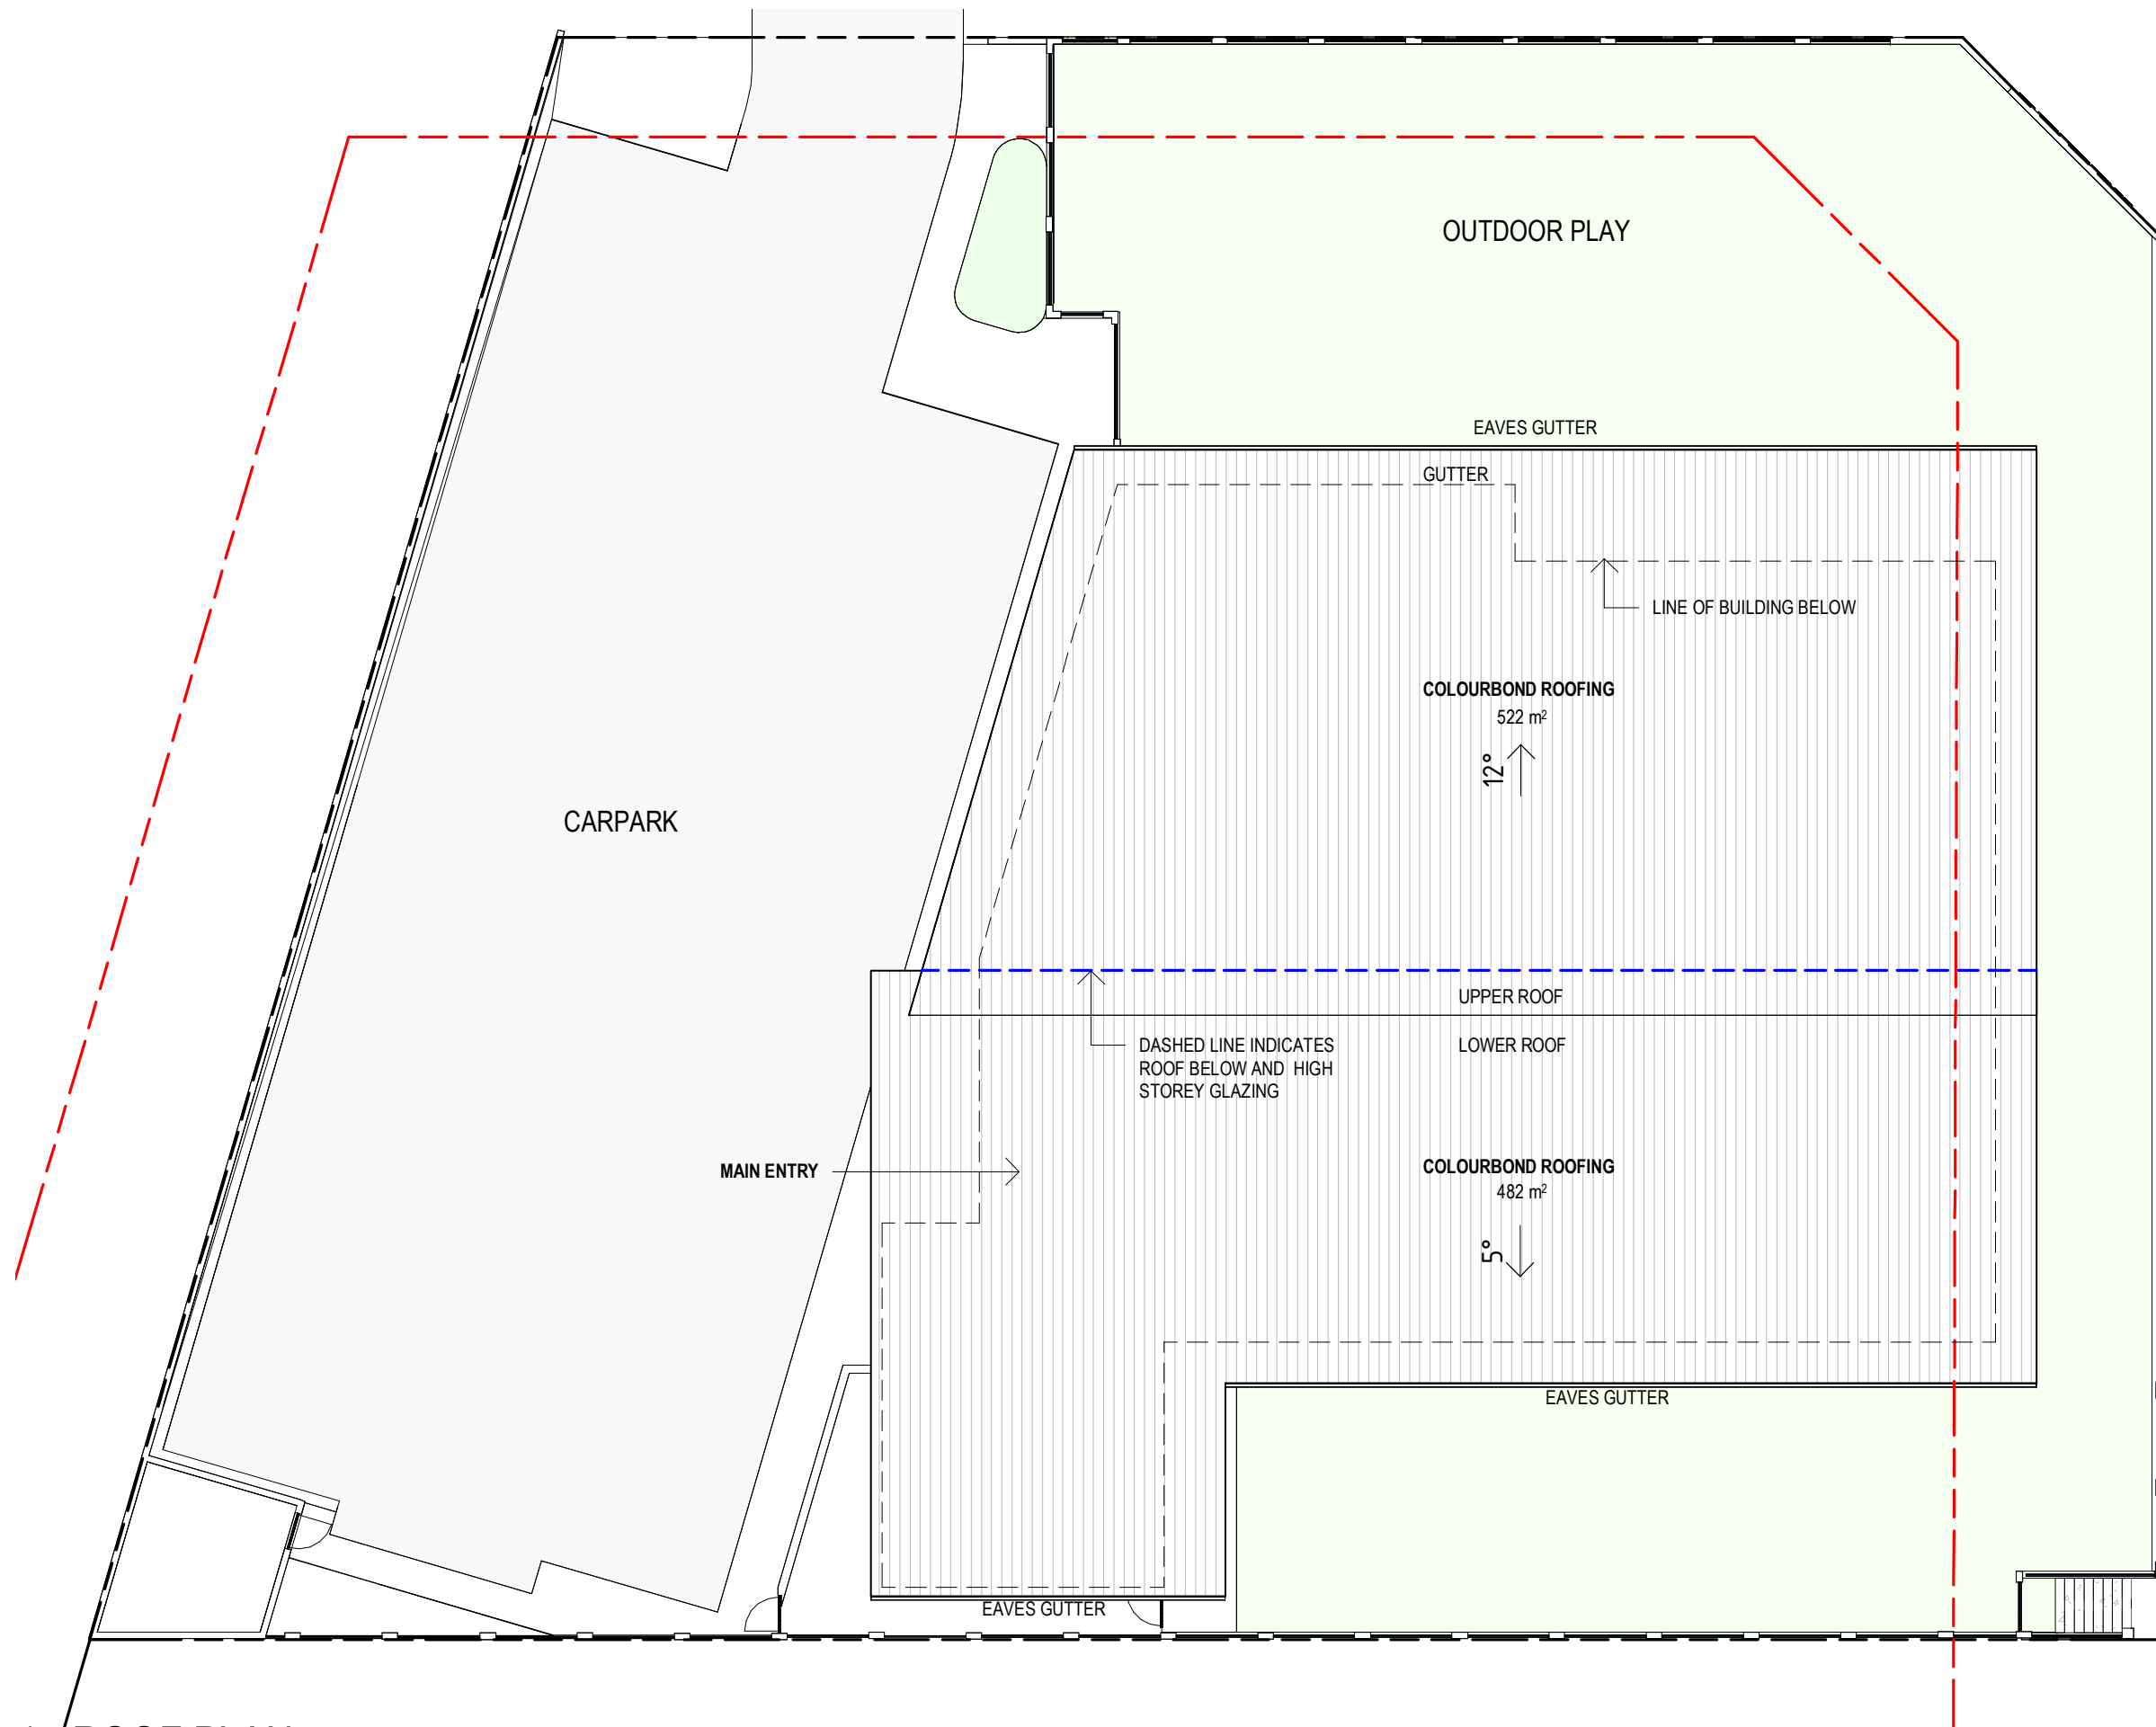 OUTDOOR PLAY
EAVES GUTTER
GUTTER
LINE OF BUILDING BELOW
COLOURBOND ROOFING
522 m²
12°
CARPARK
UPPER ROOF
DASHED LINE INDICATES
ROOF BELOW AND HIGH
STOREY GLAZING
LOWER ROOF
MAIN ENTRY
COLOURBOND ROOFING
482 m²
5°
EAVES GUTTER
EAVES GUTTER